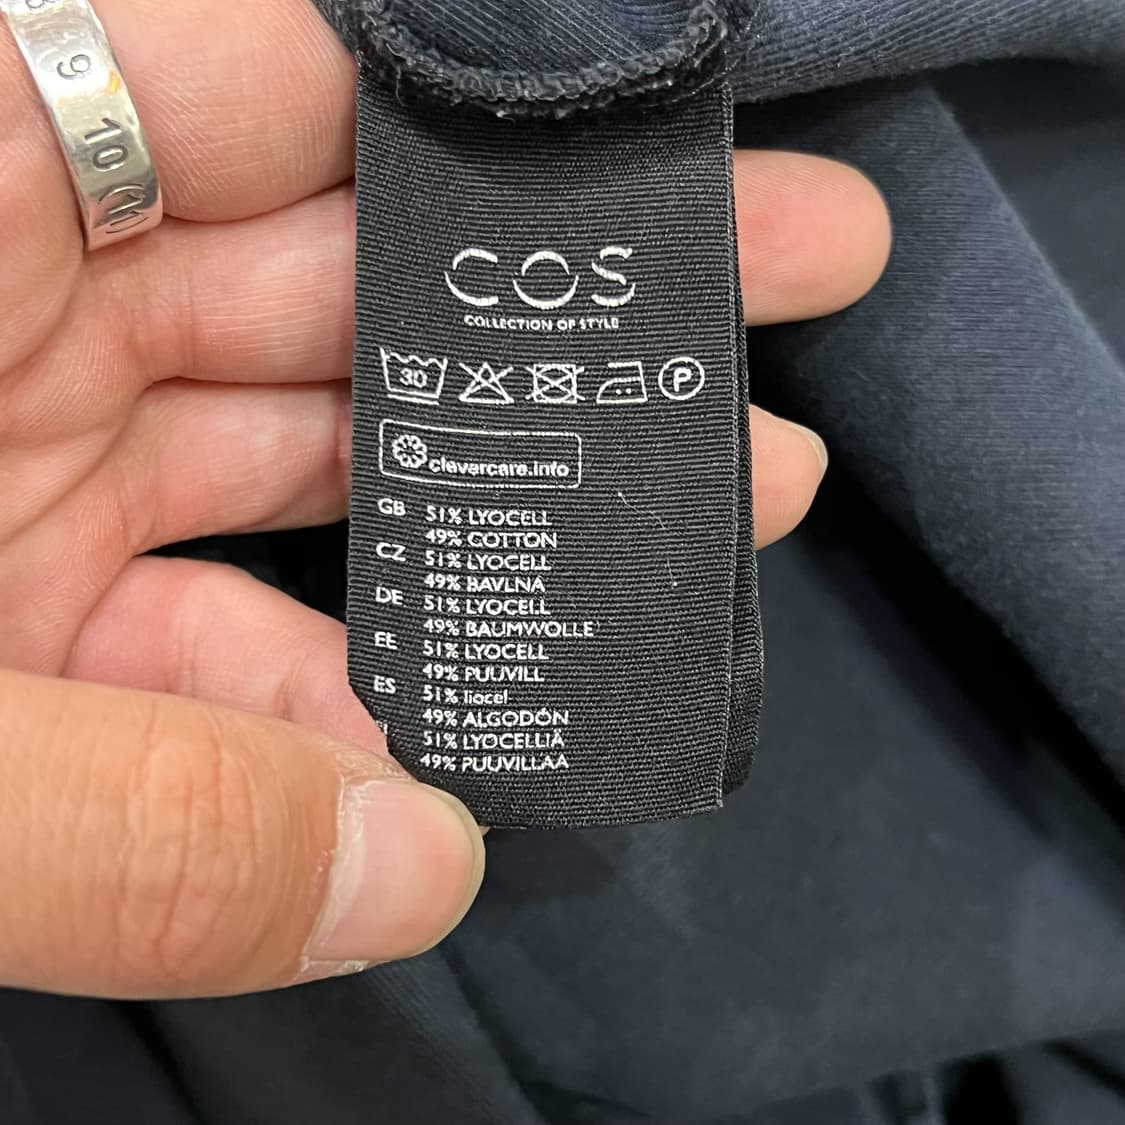 9
10 (11)
COS
COLLECTION OF STYLE
30
P
clevercare.info
GB 51% LYOCELL
49% COTTON
CZ 51% LYOCELL
49% BAVLNA
DE 51% LYOCELL
49% BAUMWOLLE
EE 51% LYOCELL
49% PUUVILL
ES 51% liocel
49% ALGODÓN
51% LYOCELLIÄ
49% PUUVILLAA